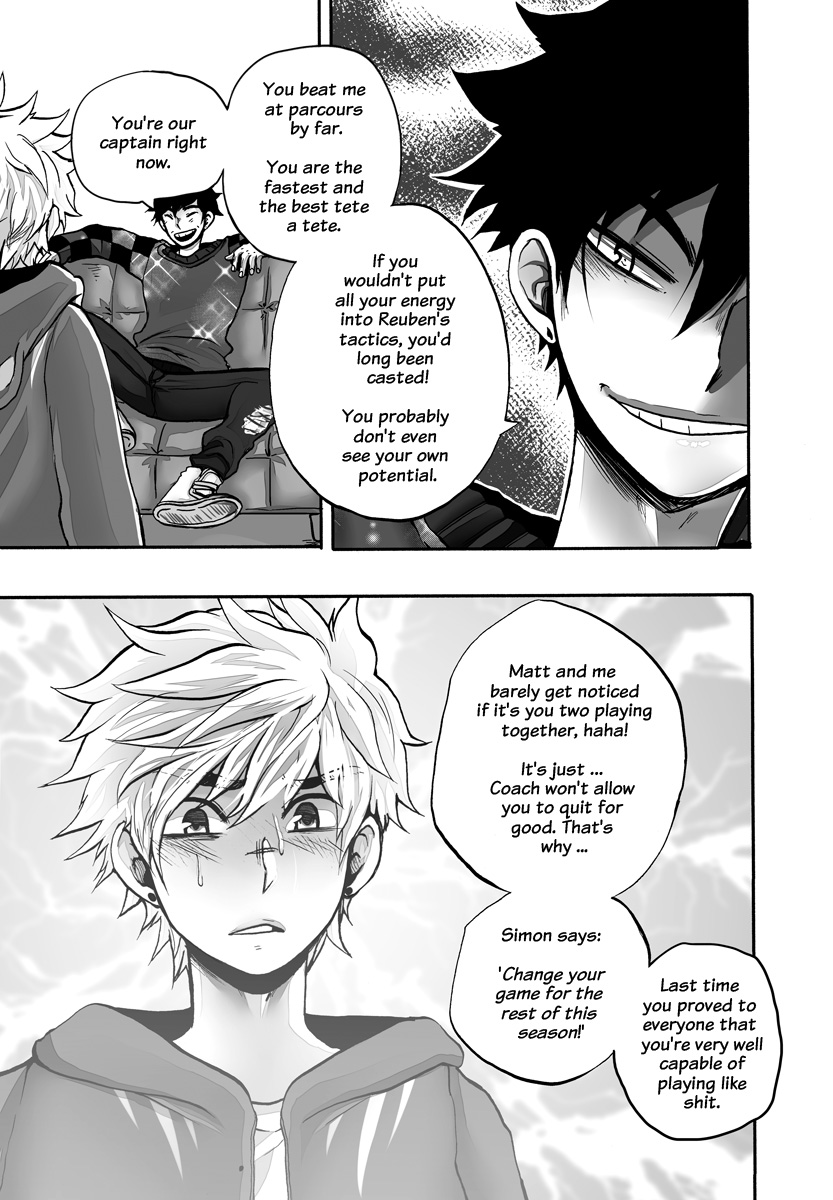 You're our
captain right
now.
You beat me
at parcours
by far.
You are the
fastest and
the best tete
a tete.
If you
wouldn't put
all your energy
into Reuben's
tactics, you'd
long been
casted!
You probably
don't even
see your own
potential.
Matt and me
barely get noticed
if it's you two playing
together, haha!
It's just ...
Coach won't allow
you to quit for
good. That's
why ...
Simon says:
'Change your
game for the
rest of this
season!'
Last time
you proved to
everyone that
you're very well
capable of
playing like
shit.